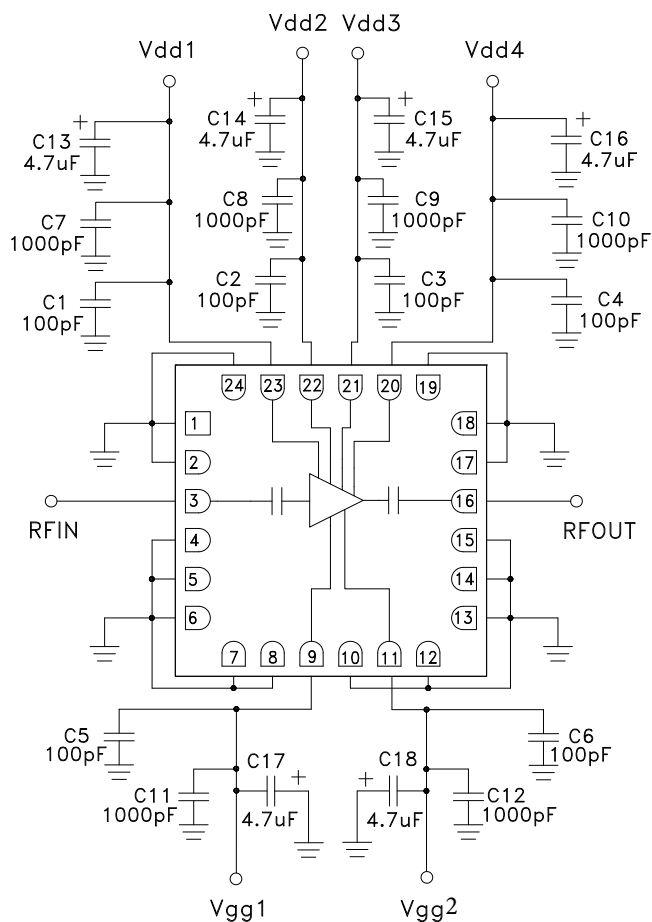 Vdd2 Vdd3
Vdd1 Vdd4
+ + + +
C13
4.7uF
C14
4.7uF
C15
4.7uF
C16
4.7uF
C7
1000pF
C8
1000pF
C9
1000pF
C10
1000pF
C1
100pF
C2
100pF
C3
100pF
C4
100pF
24 23 22 21 20 19
1 18
2 17
3 16
RFIN RFOUT
4 15
5 14
6 13
7 8 9 10 11 12
C5
100pF
C17
+
4.7uF
C18
+
4.7uF
C6
100pF
C11
1000pF
C12
1000pF
Vgg1 Vgg2